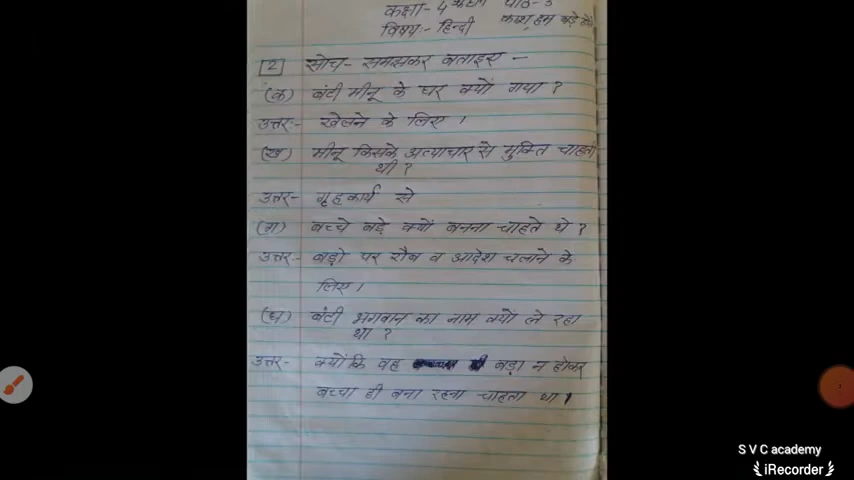 कक्षा- 4 पाठ-3
विषय:- हिन्दी काश, हम बड़े होते
2 सोच- समझकर बताइए -
(क) बंटी मीनू के घर क्यों गया ?
उत्तर:- खेलने के लिए ।
(ख) मीनू किसके अत्याचार से मुक्ति चाहता
थी ?
उत्तर- गृहकार्य से
(ग) बच्चे बड़े क्यों बनना चाहते थे ?
उत्तर:- बड़ो पर रौब व आदेश चलाने के
लिए ।
(घ) बंटी भगवान का नाम क्यों ले रहा
था ?
उत्तर- क्योंकि वह बड़ा न होकर
बच्चा ही बना रहना चाहता था ।
S V C academy
iRecorder